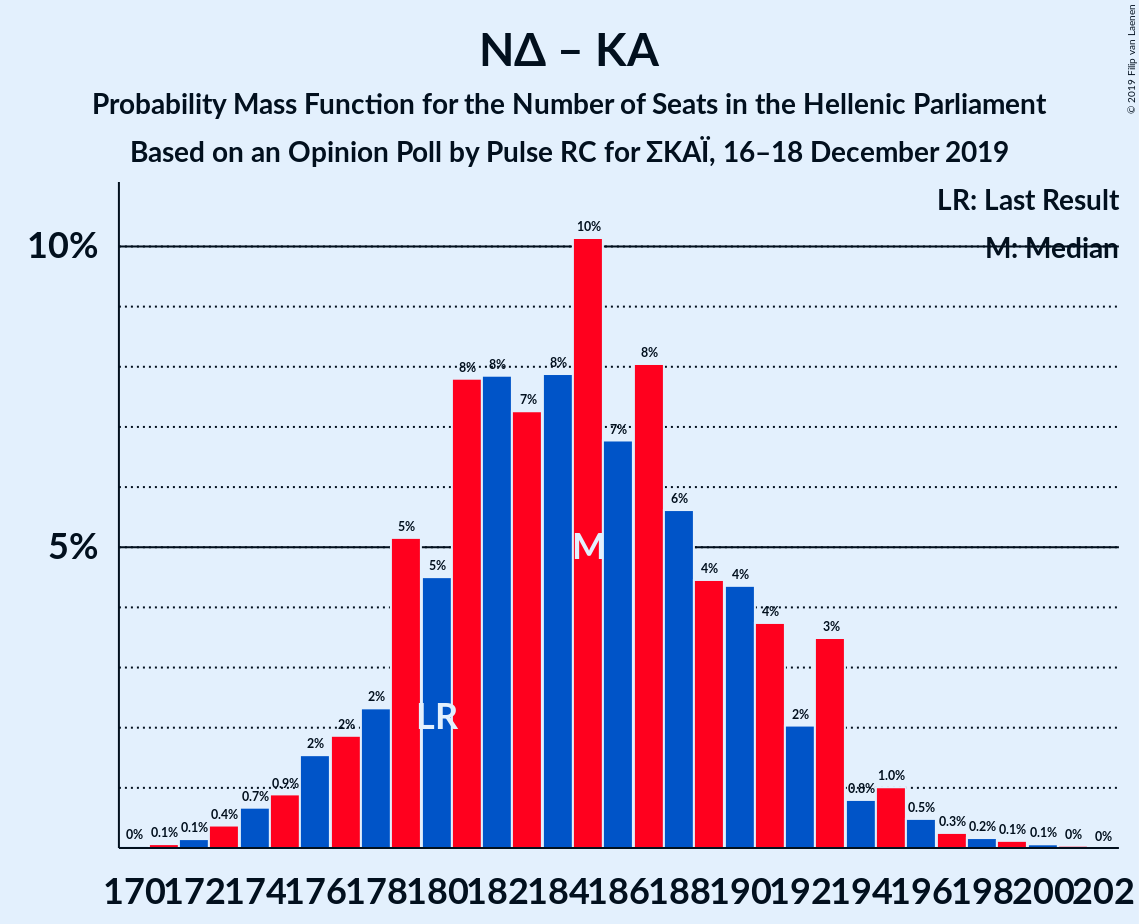 ΝΔ – ΚΑ
Probability Mass Function for the Number of Seats in the Hellenic Parliament
Based on an Opinion Poll by Pulse RC for ΣΚΑΪ, 16–18 December 2019
© 2019 Filip van Laenen
LR: Last Result
M: Median
10%
5%
0% 0.1% 0.1% 0.4% 0.7% 0.9% 2% 2% 2% 5% 5% 8% 8% 7% 8% 10% 7% 8% 6% 4% 4% 4% 2% 3% 0.8% 1.0% 0.5% 0.3% 0.2% 0.1% 0.1% 0% 0%
M
LR
170 172 174 176 178 180 182 184 186 188 190 192 194 196 198 200 202